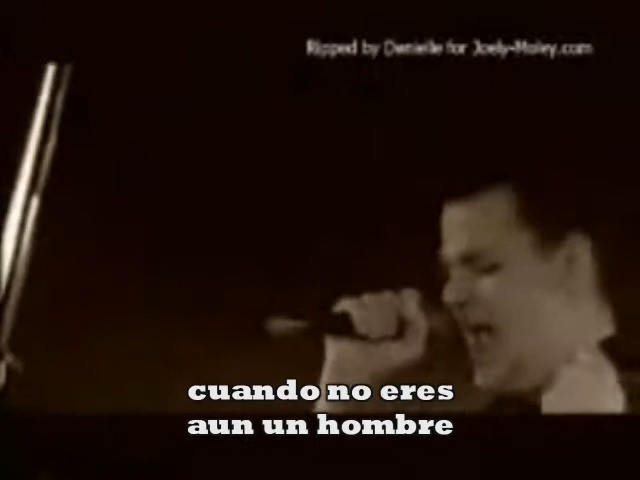 Ripped by Danielle for Joely-Moley.com
cuando no eres
aun un hombre